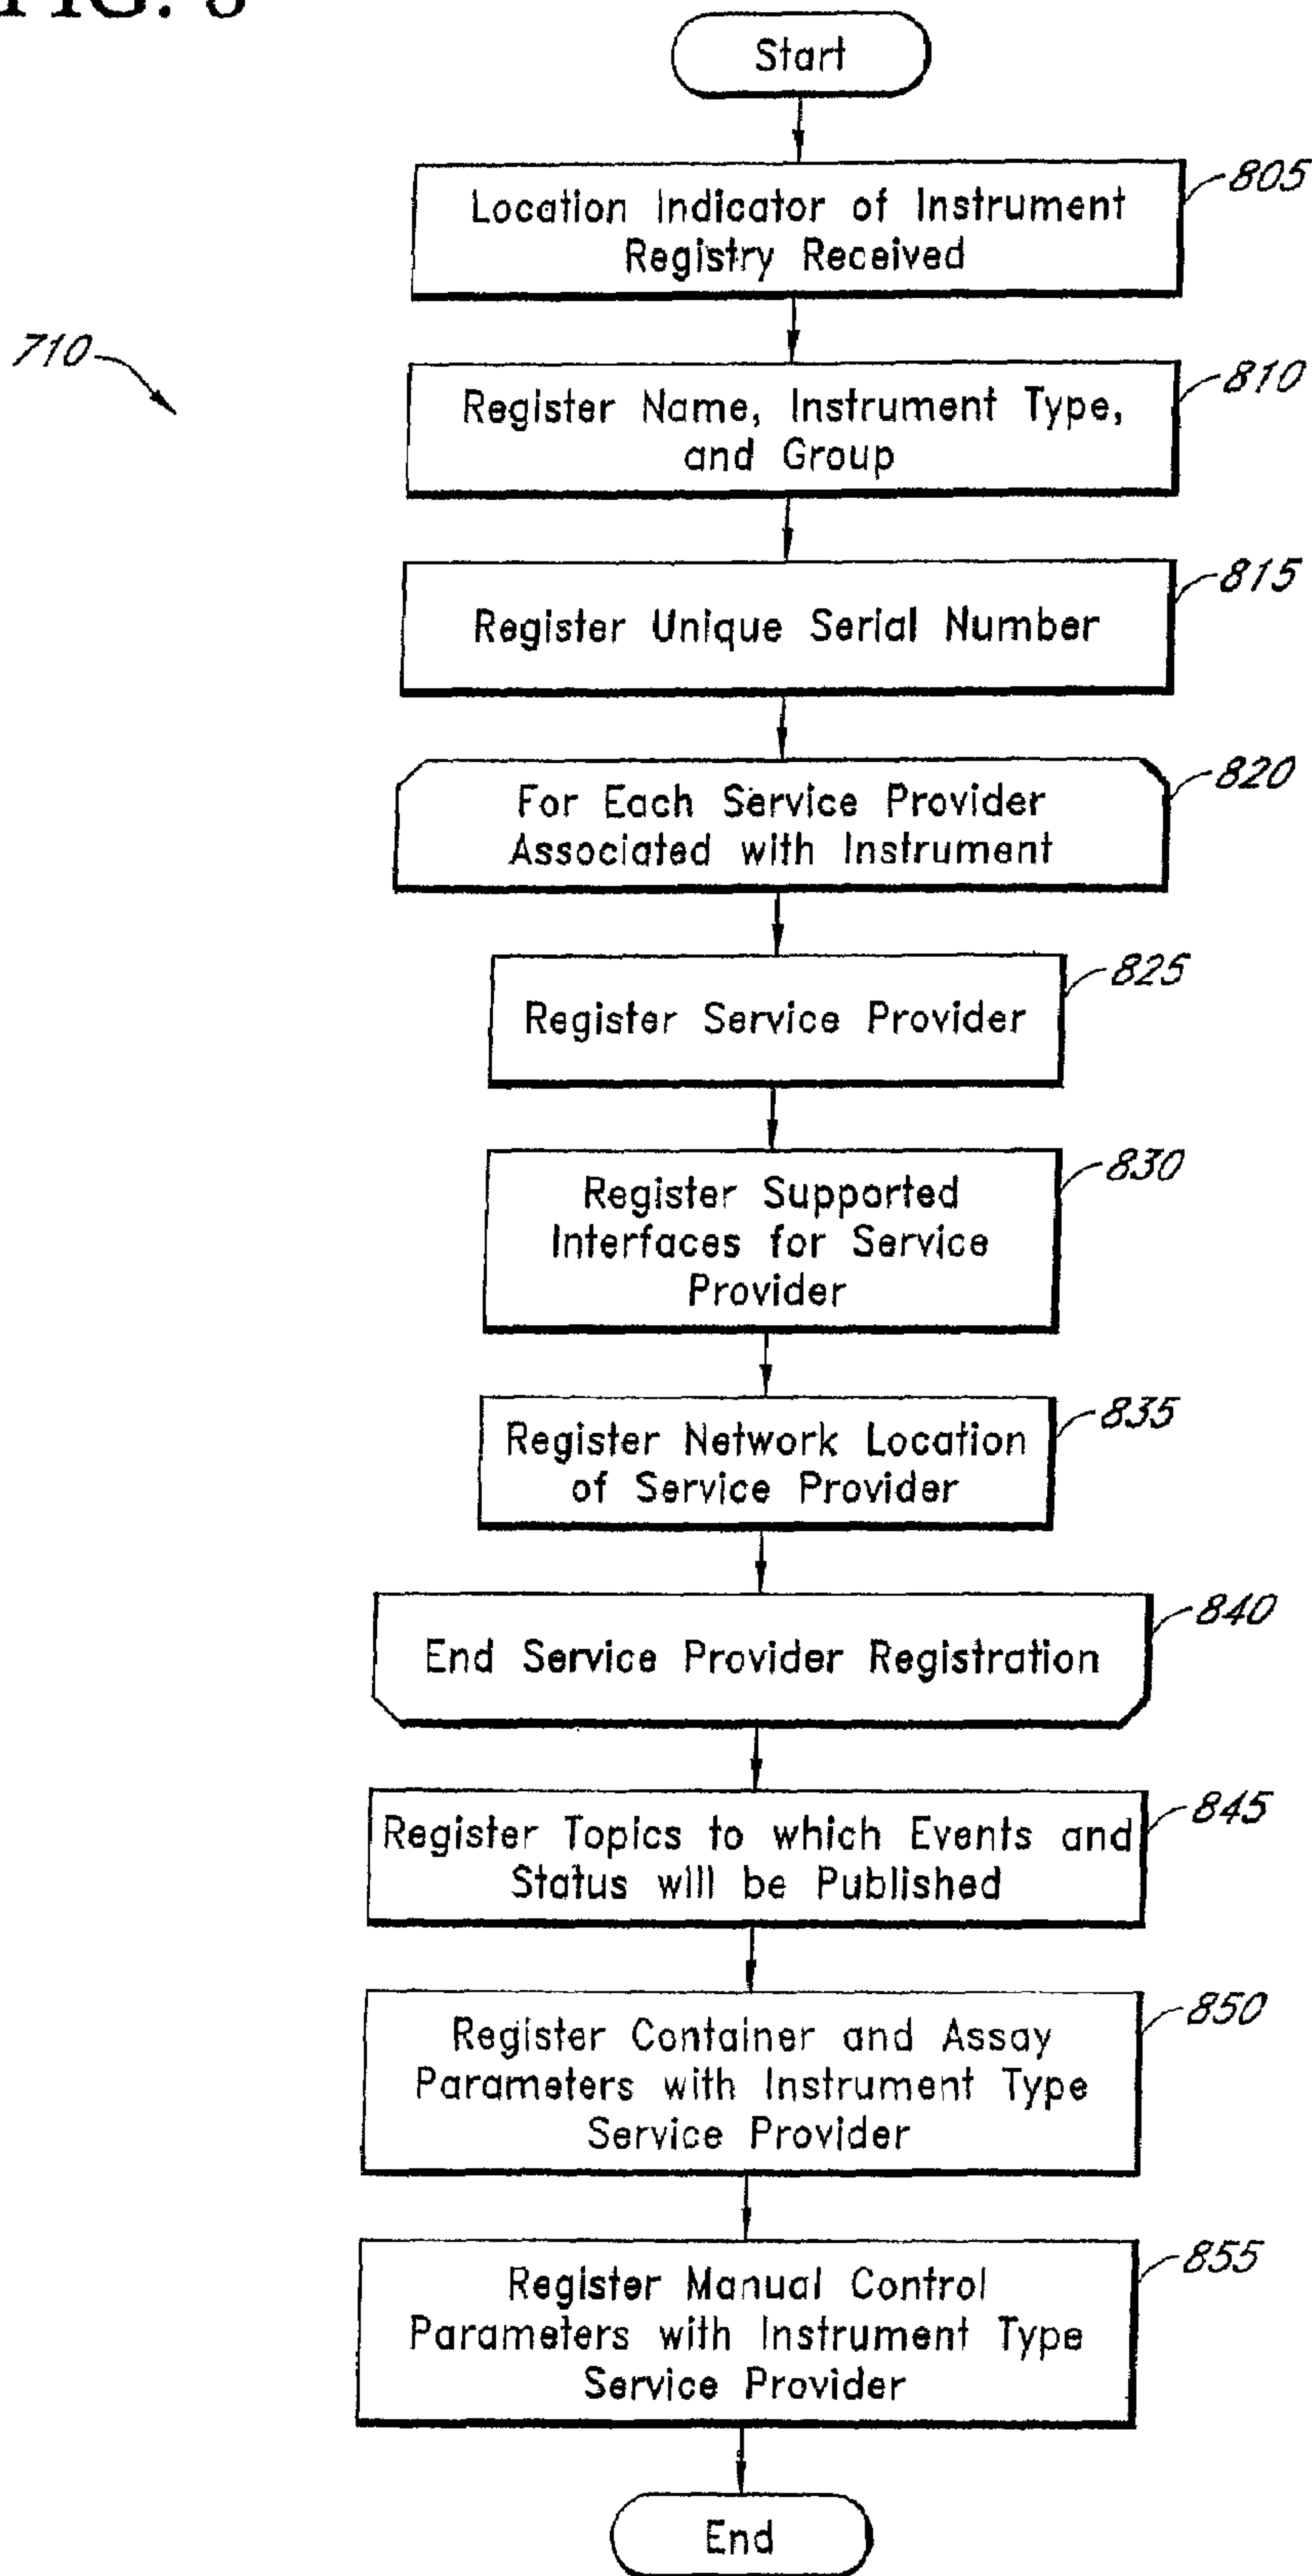 Start
805
Location Indicator of Instrument
Registry Received
710
810
Register Name, Instrument Type,
and Group
815
Register Unique Serial Number
820
For Each Service Provider
Associated with Instrument
825
Register Service Provider
830
Register Supported
Interfaces for Service
Provider
835
Register Network Location
of Service Provider
840
End Service Provider Registration
845
Register Topics to which Events and
Status will be Published
850
Register Container and Assay
Parameters with Instrument Type
Service Provider
855
Register Manual Control
Parameters with Instrument Type
Service Provider
End